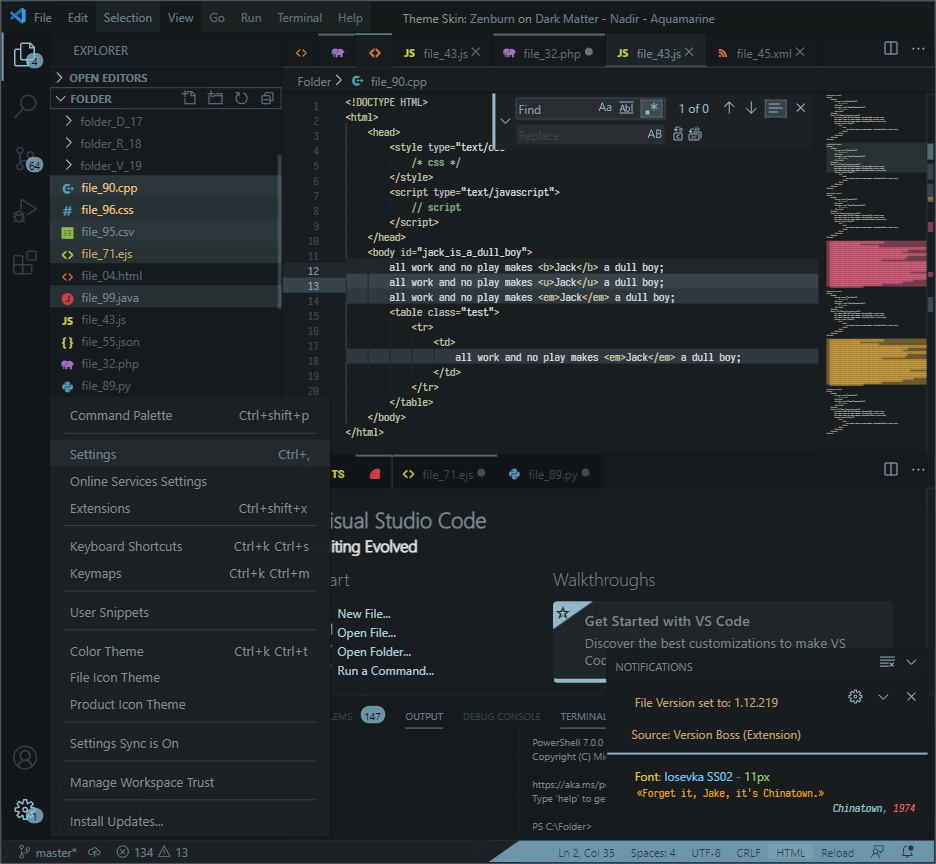 File Edit Selection View Go Run Terminal Help Theme Skin: Zenburn on Dark Matter - Nadir - Aquamarine
4
64
1
EXPLORER
OPEN EDITORS
FOLDER
folder_D_17
folder_R_18
folder_V_19
file_90.cpp
file_96.css
file_95.csv
file_71.ejs
file_04.html
file_99.java
JS file_43.js
file_55.json
file_32.php
file_89.py
JS file_43.js
file_32.php
JS file_43.js
file_45.xml
Folder
file_90.cpp
Find
Aa Abl .*
1 of 0
Replace
AB
1 <!DOCTYPE HTML>
2 <html>
3 <head>
4 <style type="text/css
5 /* css */
6 </style>
7 <script type="text/javascript">
8 // script
9 </script>
10 </head>
11 <body id="jack_is_a_dull_boy">
12 all work and no play makes <b>Jack</b> a dull boy;
13 all work and no play makes <u>Jack</u> a dull boy;
14 all work and no play makes <em>Jack</em> a dull boy;
15 <table class="test">
16 <tr>
17 <td>
18 all work and no play makes <em>Jack</em> a dull boy;
19 </td>
20 </tr>
</table>
</body>
</html>
Command Palette Ctrl+shift+p
Settings Ctrl+,
Online Services Settings
Extensions Ctrl+shift+x
Keyboard Shortcuts Ctrl+k Ctrl+s
Keymaps Ctrl+k Ctrl+m
User Snippets
Color Theme Ctrl+k Ctrl+t
File Icon Theme
Product Icon Theme
Settings Sync is On
Manage Workspace Trust
Install Updates...
TS
file_71.ejs
file_89.py
isual Studio Code
iting Evolved
art
New File...
Open File...
Open Folder...
Run a Command...
Walkthroughs
Get Started with VS Code
Discover the best customizations to make VS
Coc
NOTIFICATIONS
File Version set to: 1.12.219
Source: Version Boss (Extension)
Font: Iosevka SS02 - 11px
«Forget it, Jake, it's Chinatown.»
Chinatown, 1974
LEMS 147 OUTPUT DEBUG CONSOLE TERMINAL
PowerShell 7.0.0
Copyright (C) Mi
https://aka.ms/p
Type 'help' to ge
PS C:\Folder>
master* 134 13 Ln 2, Col 35 Spaces: 4 UTF-8 CRLF HTML Reload